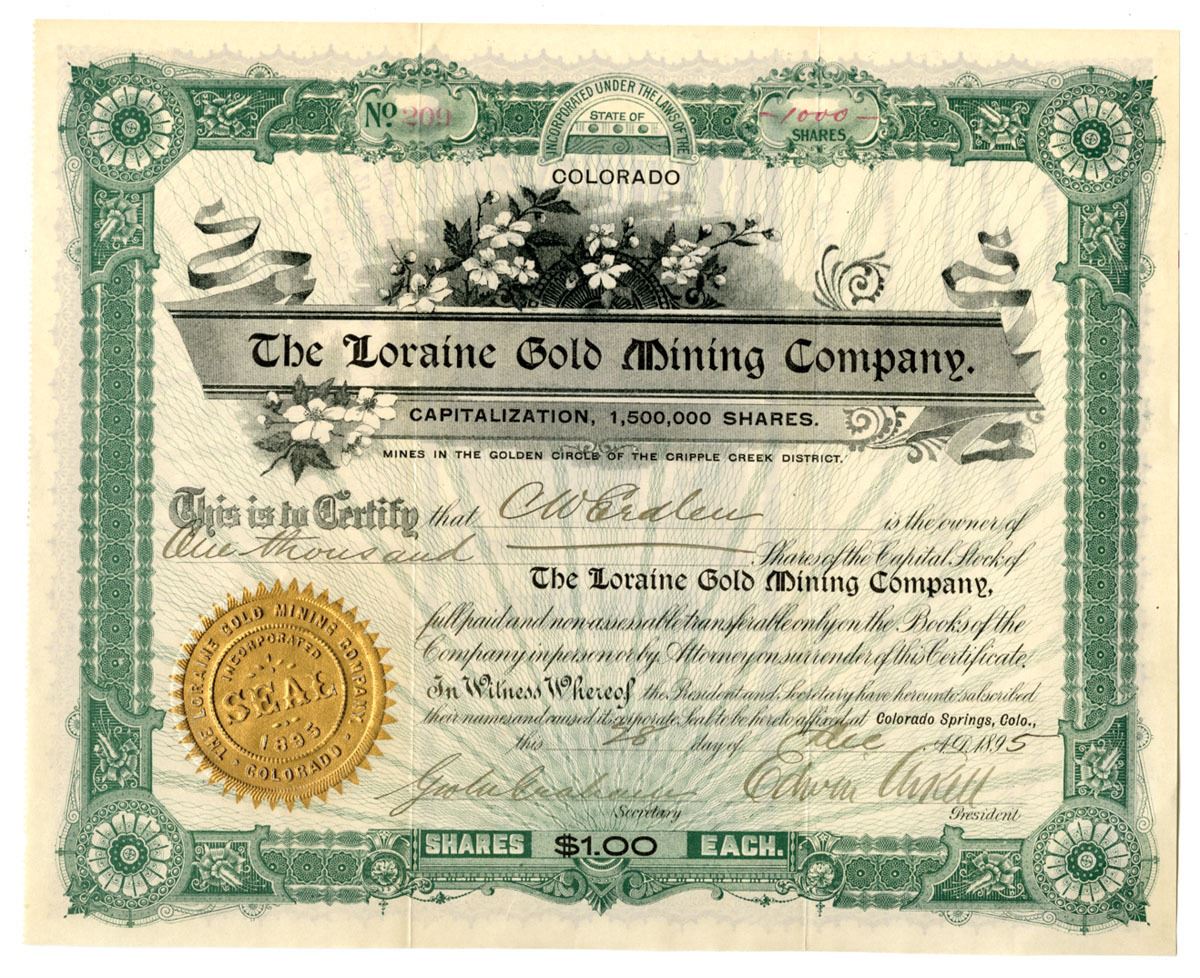 No. 209
INCORPORATED UNDER THE LAWS OF THE
STATE OF
COLORADO
1000
SHARES
The Loraine Gold Mining Company.
CAPITALIZATION, 1,500,000 SHARES.
MINES IN THE GOLDEN CIRCLE OF THE CRIPPLE CREEK DISTRICT.
This is to Certify that C W is the owner of
One thousand Shares of the Capital Stock of
The Loraine Gold Mining Company,
full paid and non-assessable transferable only on the Books of the
Company in person or by Attorney on surrender of this Certificate.
In Witness Whereof the President and Secretary have hereunto subscribed
their names and caused its corporate Seal to be hereto affixed at Colorado Springs, Colo.,
this 28 day of Dec A.D. 1895
Edwin
Secretary
President
THE LORAINE GOLD MINING COMPANY
INCORPORATED
SEAL
1895
COLORADO
SHARES $1.00 EACH.